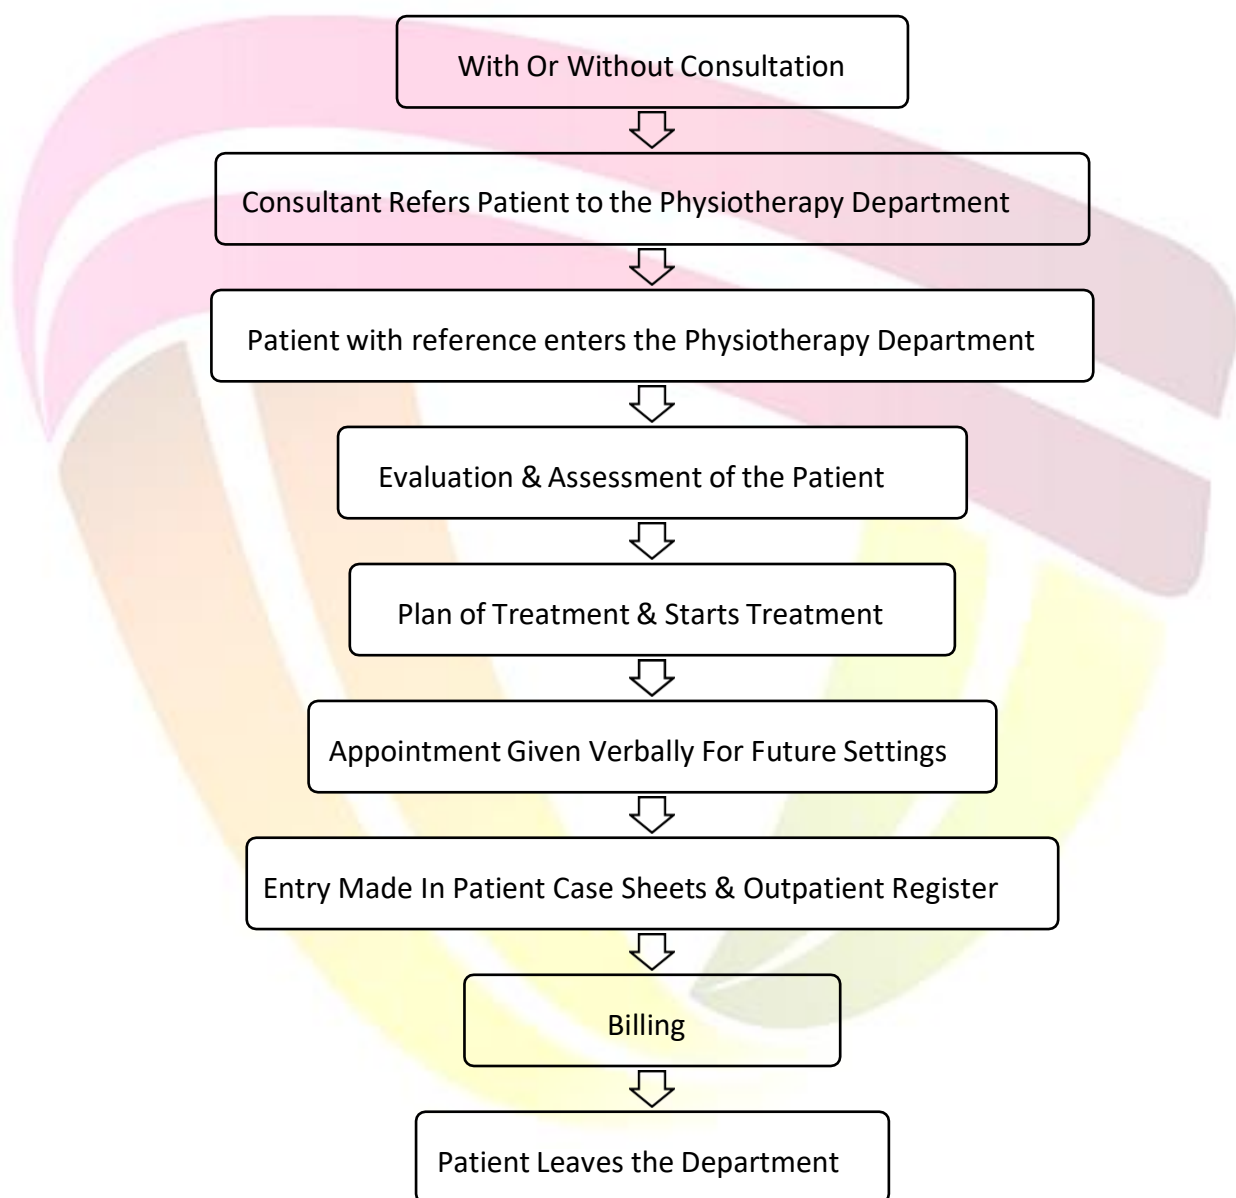 With Or Without Consultation
Consultant Refers Patient to the Physiotherapy Department
Patient with reference enters the Physiotherapy Department
Evaluation & Assessment of the Patient
Plan of Treatment & Starts Treatment
Appointment Given Verbally For Future Settings
Entry Made In Patient Case Sheets & Outpatient Register
Billing
Patient Leaves the Department